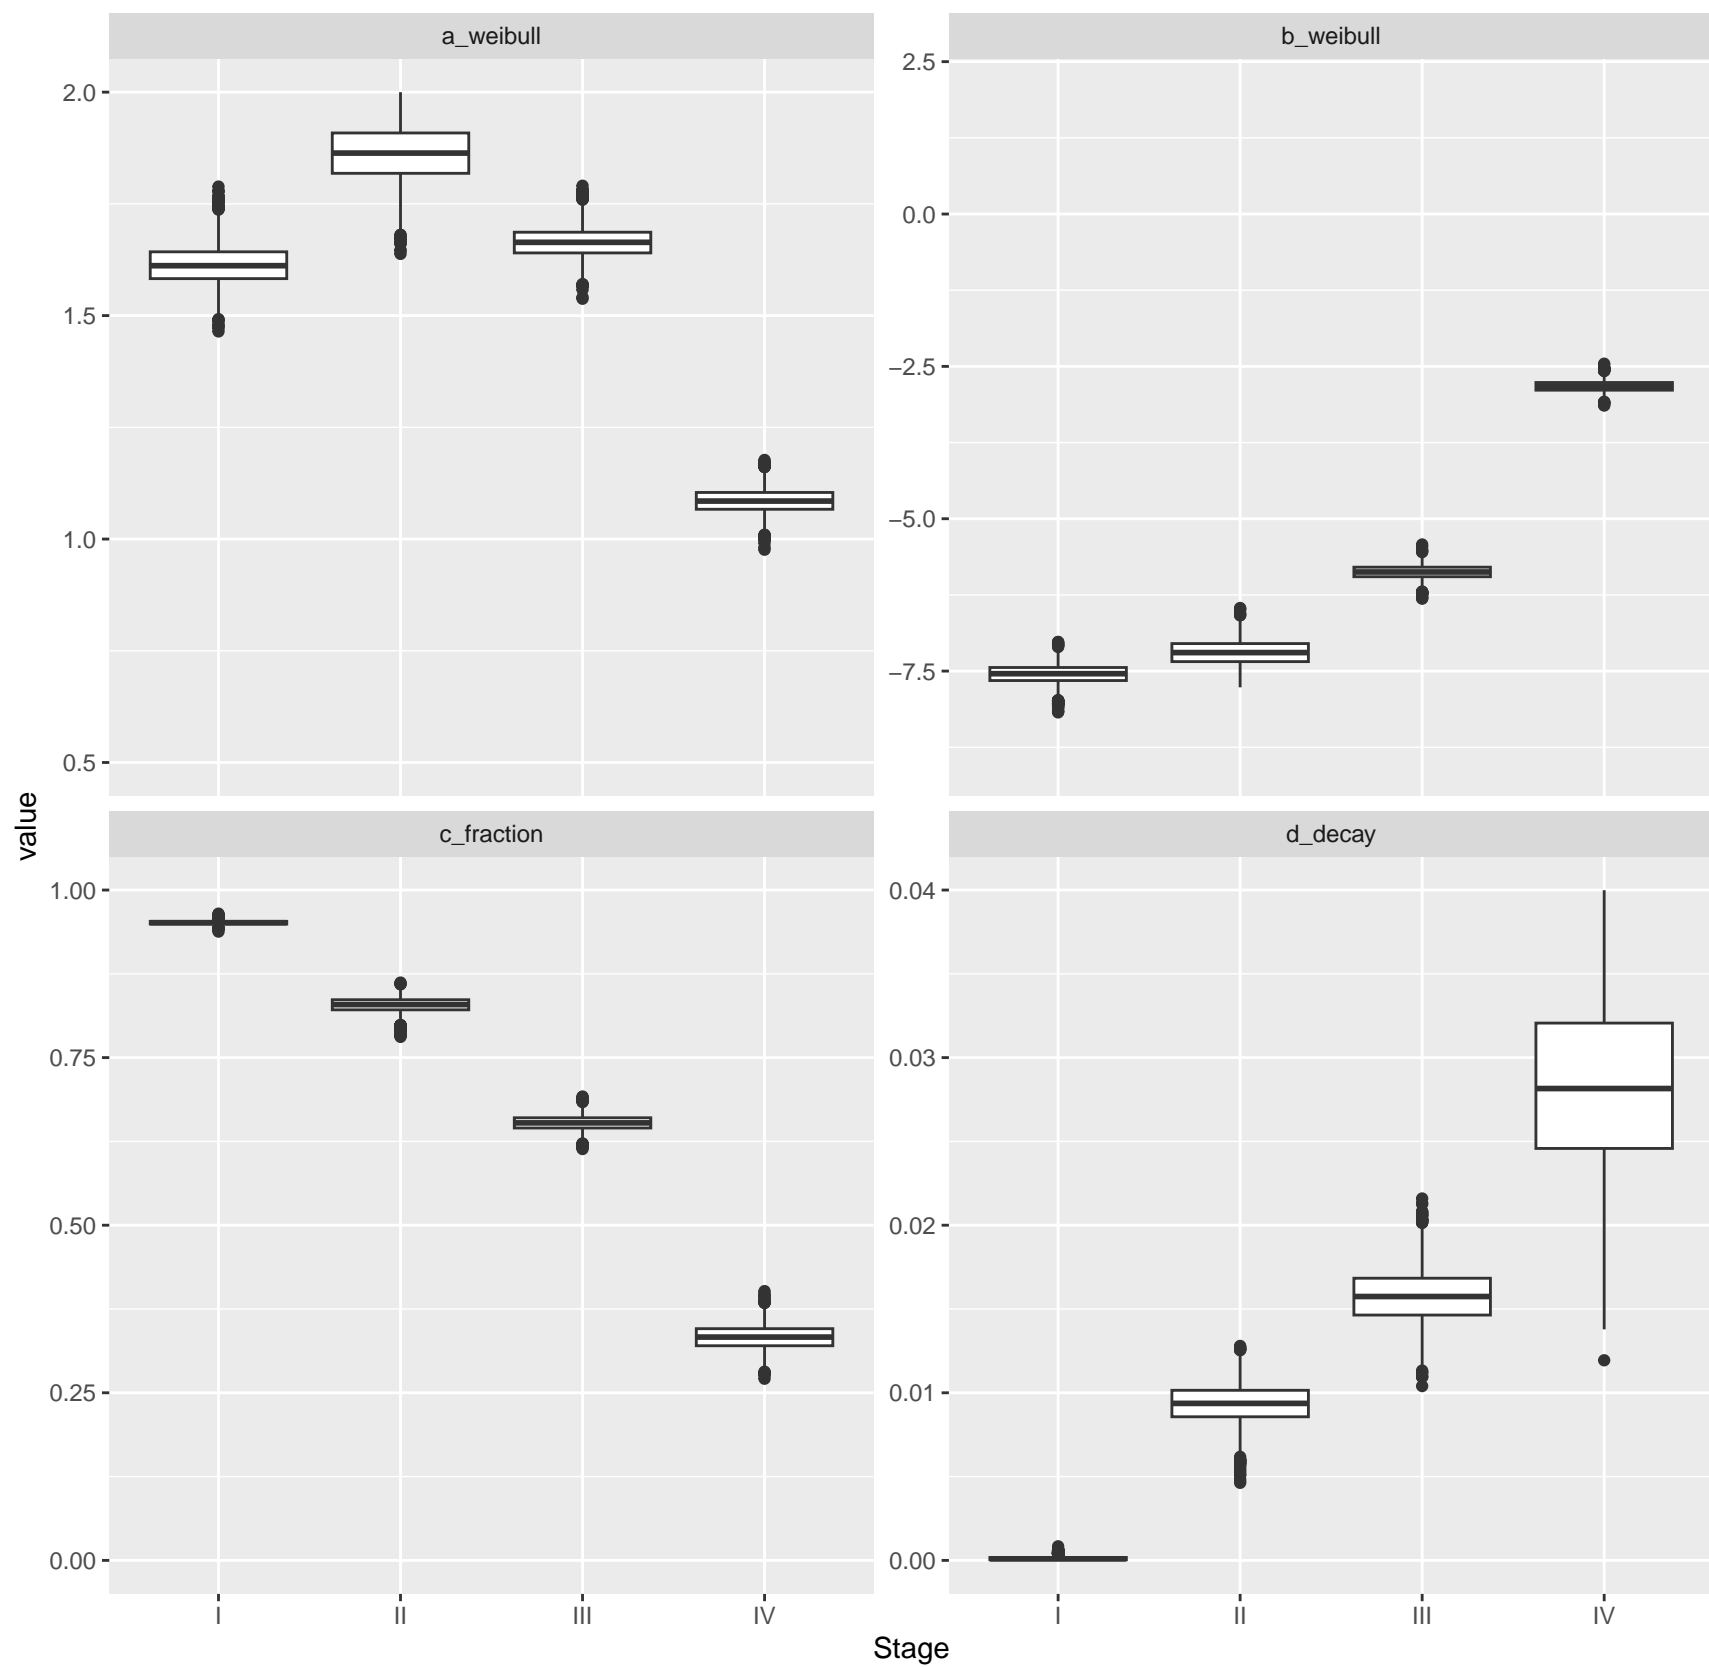 a_weibull
b_weibull
2.0
1.5
1.0
0.5
2.5
0.0
−2.5
−5.0
−7.5
value
c_fraction
d_decay
1.00
0.75
0.50
0.25
0.00
0.04
0.03
0.02
0.01
0.00
I II III IV
I II III IV
Stage